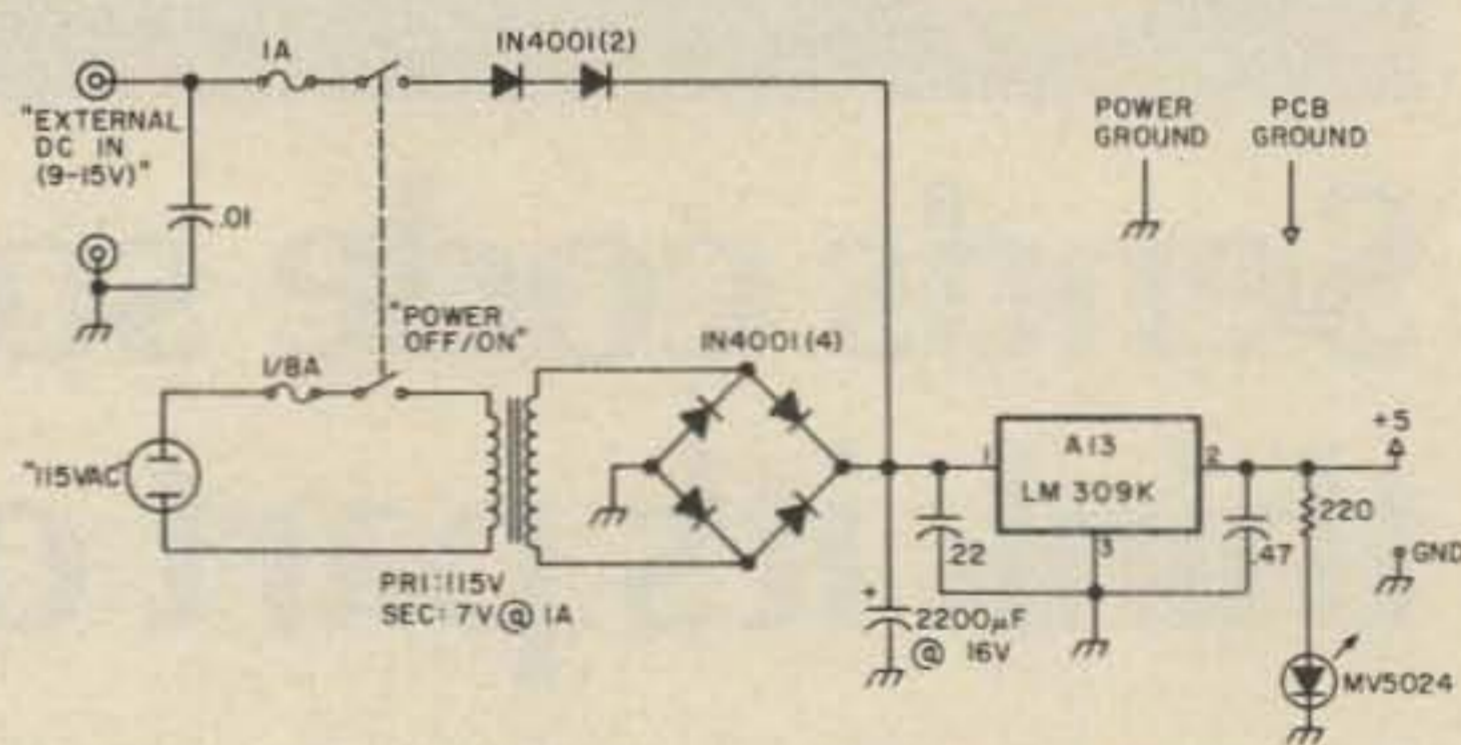 1A
1N4001(2)
"EXTERNAL
DC IN
(9-15V)"
.01
POWER
GROUND
PCB
GROUND
"POWER
OFF/ON"
1/8A
1N4001(4)
"115VAC"
PRI:115V
SEC: 7V@ 1A
1
A13
LM 309K
2
3
+5
.22
.47
220
GND
+
2200µF
@ 16V
MV5024